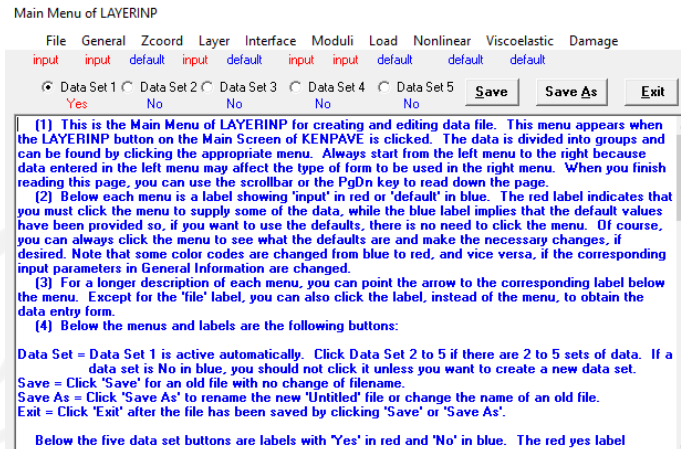 Main Menu of LAYERINP
File General Zcoord Layer Interface Moduli Load Nonlinear Viscoelastic Damage
input input default input default input input default default default
Data Set 1 Data Set 2 Data Set 3 Data Set 4 Data Set 5 Save Save As Exit
Yes No No No No
(1) This is the Main Menu of LAYERINP for creating and editing data file. This menu appears when
the LAYERINP button on the Main Screen of KENPAVE is clicked. The data is divided into groups and
can be found by clicking the appropriate menu. Always start from the left menu to the right because
data entered in the left menu may affect the type of form to be used in the right menu. When you finish
reading this page, you can use the scrollbar or the PgDn key to read down the page.
(2) Below each menu is a label showing 'input' in red or 'default' in blue. The red label indicates that
you must click the menu to supply some of the data, while the blue label implies that the default values
have been provided so, if you want to use the defaults, there is no need to click the menu. Of course,
you can always click the menu to see what the defaults are and make the necessary changes, if
desired. Note that some color codes are changed from blue to red, and vice versa, if the corresponding
input parameters in General Information are changed.
(3) For a longer description of each menu, you can point the arrow to the corresponding label below
the menu. Except for the 'file' label, you can also click the label, instead of the menu, to obtain the
data entry form.
(4) Below the menus and labels are the following buttons:
Data Set = Data Set 1 is active automatically. Click Data Set 2 to 5 if there are 2 to 5 sets of data. If a
data set is No in blue, you should not click it unless you want to create a new data set.
Save = Click 'Save' for an old file with no change of filename.
Save As = Click 'Save As' to rename the new 'Untitled' file or change the name of an old file.
Exit = Click 'Exit' after the file has been saved by clicking 'Save' or 'Save As'.
Below the five data set buttons are labels with 'Yes' in red and 'No' in blue. The red yes label